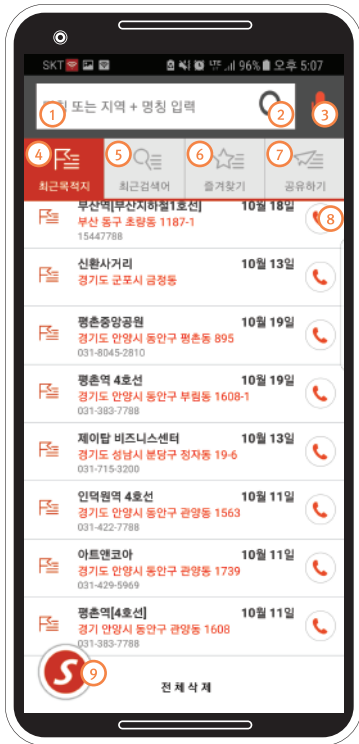 SKT LTE 96% 오후 5:07
또는 지역 + 명칭 입력
1 2 3
4 5 6 7
최근목적지 최근검색어 즐겨찾기 공유하기
부산역[부산지하철1호선] 10월 18일
8
부산 동구 초량동 1187-1
15447788
신환사거리 10월 13일
경기도 군포시 금정동
평촌중앙공원 10월 19일
경기도 안양시 동안구 평촌동 895
031-8045-2810
평촌역 4호선 10월 19일
경기도 안양시 동안구 부림동 1608-1
031-383-7788
제이탑 비즈니스센터 10월 13일
경기도 성남시 분당구 정자동 19-6
031-715-3200
인덕원역 4호선 10월 11일
경기도 안양시 동안구 관양동 1563
031-422-7788
아트앤코아 10월 11일
경기도 안양시 동안구 관양동 1739
031-429-5969
평촌역[4호선] 10월 11일
경기 안양시 동안구 관양동 1608
031-383-7788
S 9
전체삭제